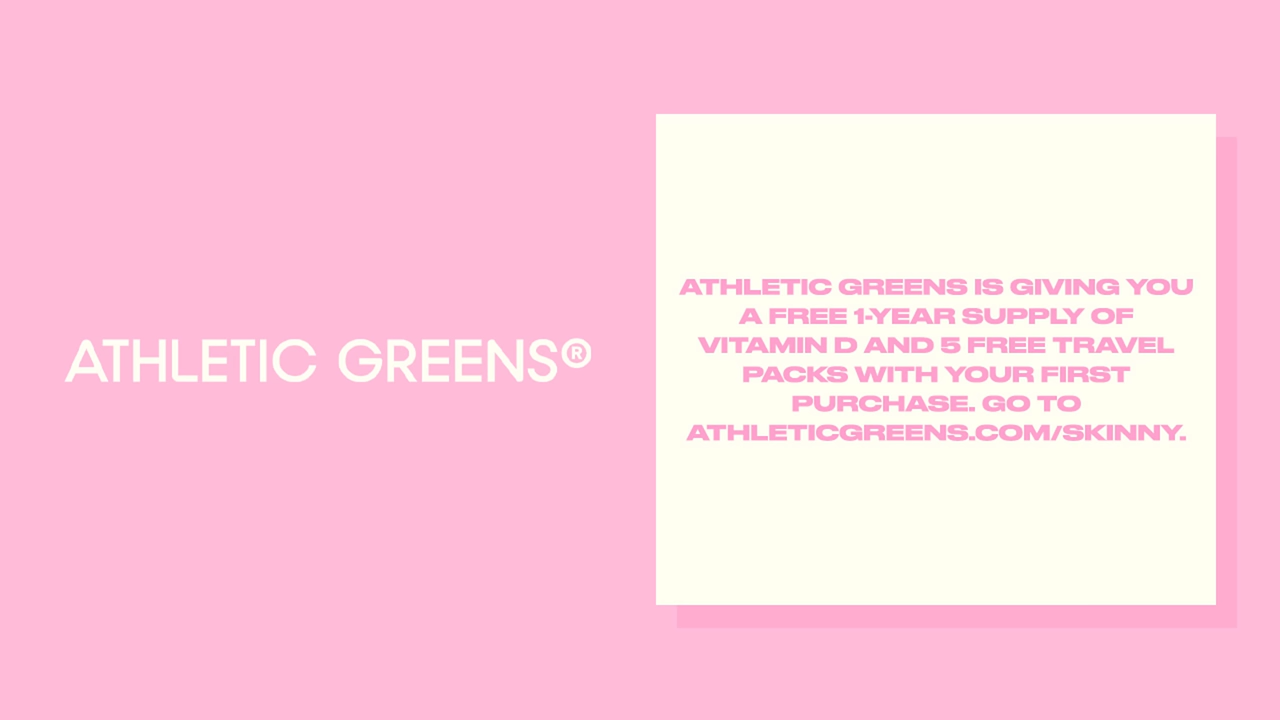 ATHLETIC GREENS®
ATHLETIC GREENS IS GIVING YOU
A FREE 1-YEAR SUPPLY OF
VITAMIN D AND 5 FREE TRAVEL
PACKS WITH YOUR FIRST
PURCHASE. GO TO
ATHLETICGREENS.COM/SKINNY.